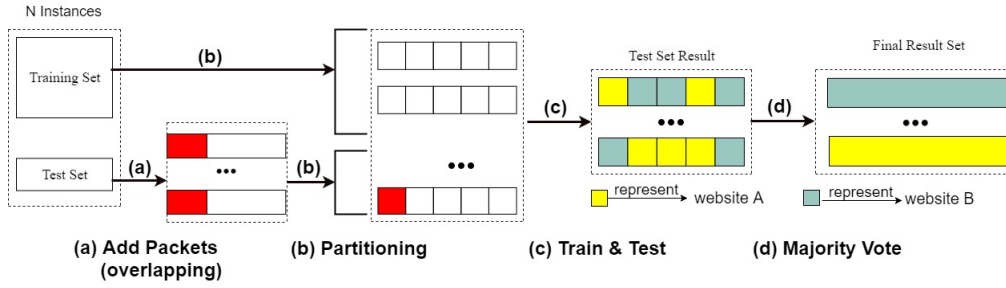 N Instances
Training Set
Test Set
(a)
(b)
(b)
(c)
Test Set Result
(d)
Final Result Set
represent
website A
represent
website B
(a) Add Packets
(overlapping)
(b) Partitioning
(c) Train & Test
(d) Majority Vote